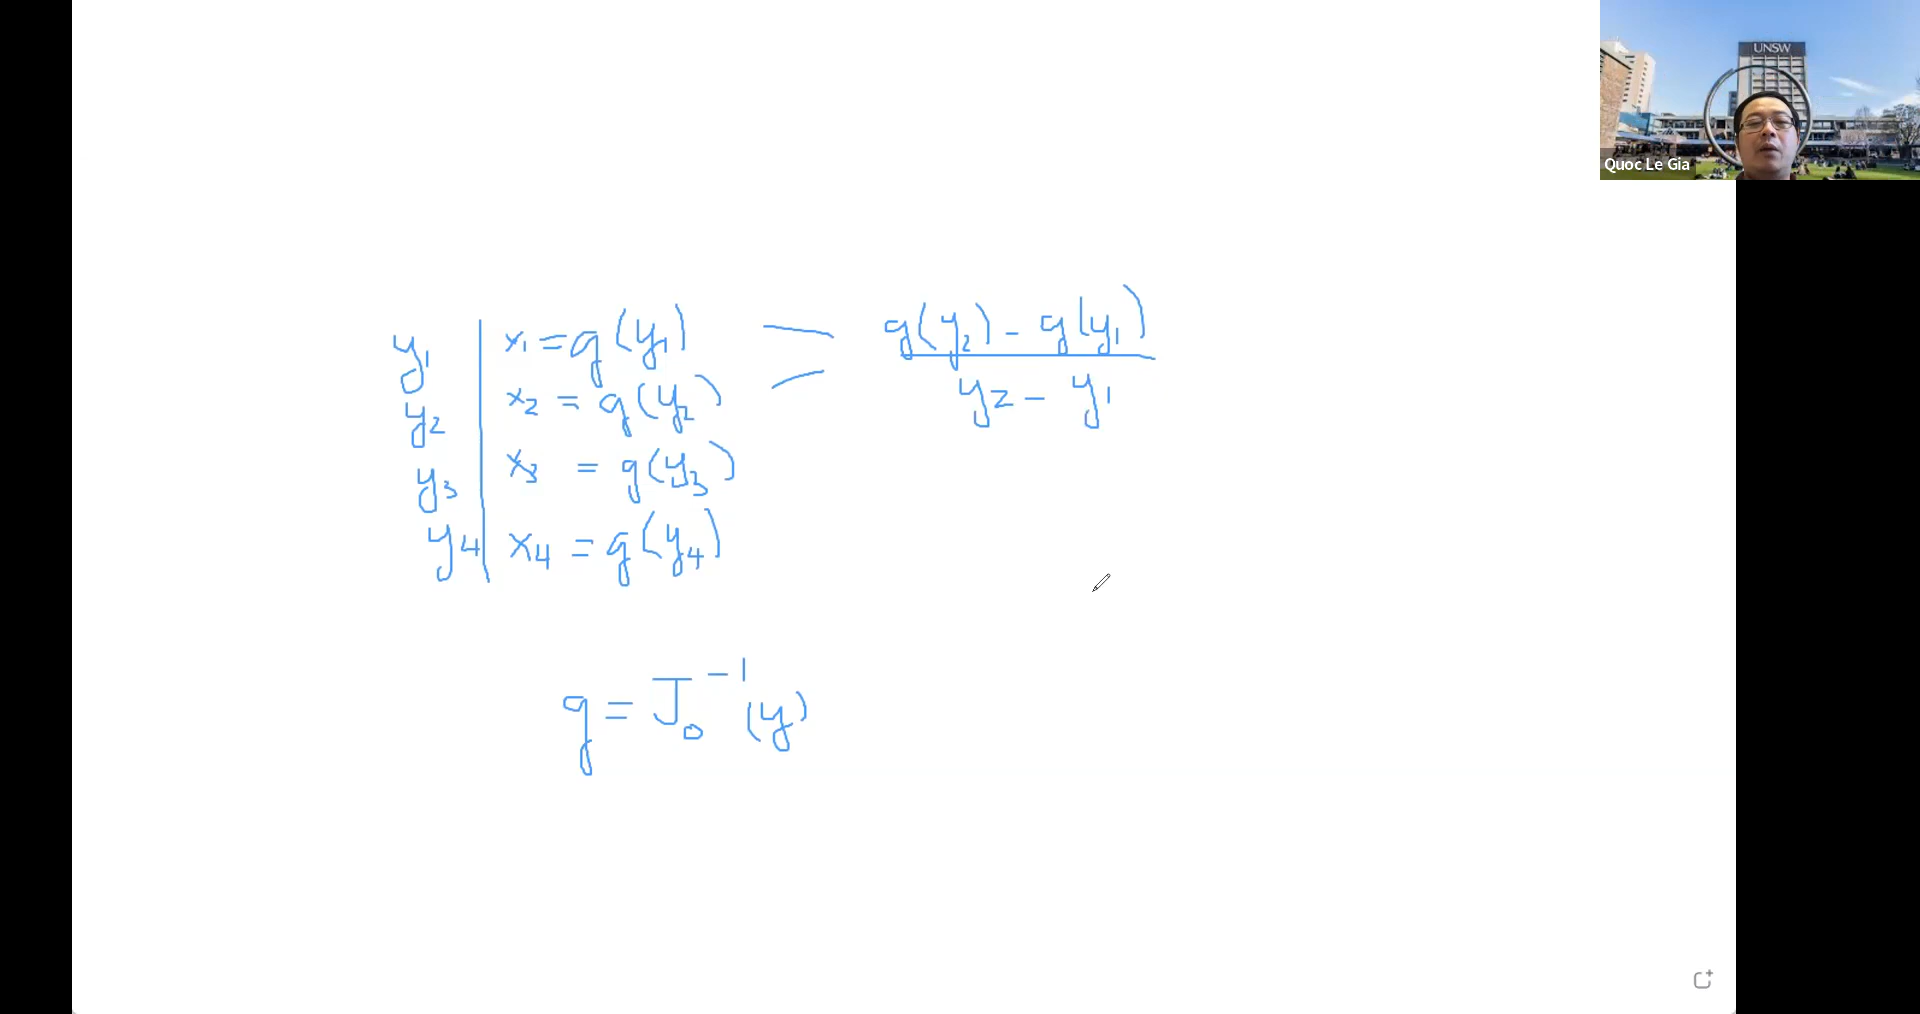 UNSW
Quoc Le Gia
y₁ | x₁ = g(y₁)
g(y₂) - g(y₁)
y₂ | x₂ = g(y₂)
y₂ - y₁
y₃ | x₃ = g(y₃)
y₄ | x₄ = g(y₄)
g = J₀⁻¹(y)